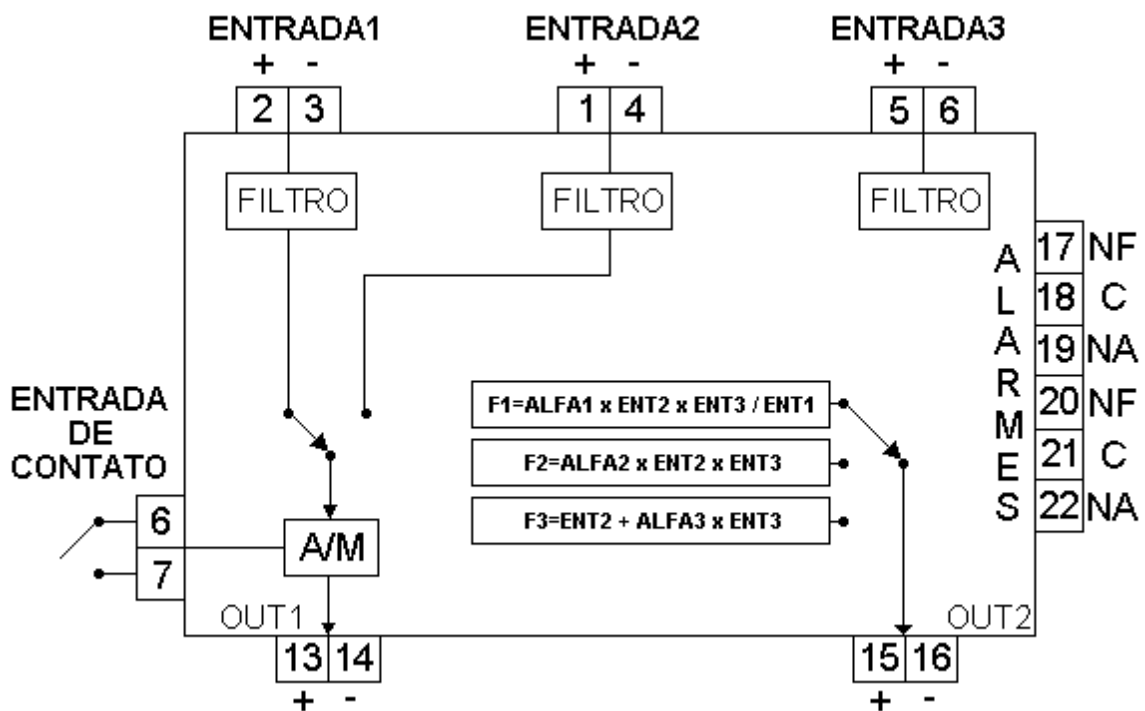 ENTRADA1 ENTRADA2 ENTRADA3
+ - + - + -
2 3 1 4 5 6
FILTRO FILTRO FILTRO
ALARMES
17 NF
18 C
19 NA
20 NF
21 C
22 NA
ENTRADA
DE
CONTATO
6
7
F1=ALFA1 x ENT2 x ENT3 / ENT1
F2=ALFA2 x ENT2 x ENT3
F3=ENT2 + ALFA3 x ENT3
A/M
OUT1 OUT2
13 14 15 16
+ - + -